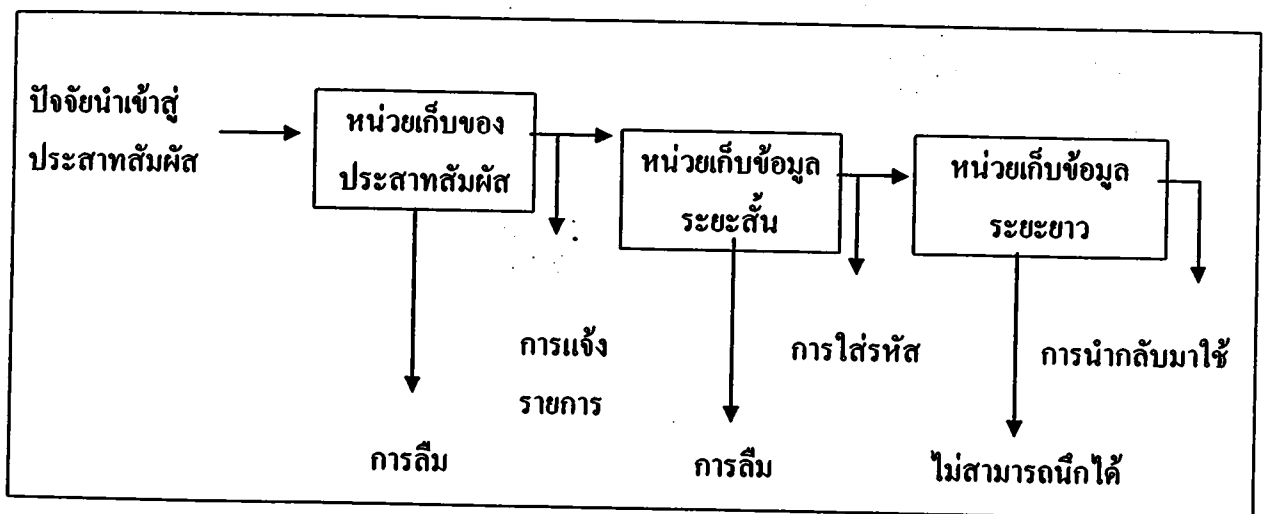 ปัจจัยนำเข้าสู่
ประสาทสัมผัส
หน่วยเก็บของ
ประสาทสัมผัส
หน่วยเก็บข้อมูล
ระยะสั้น
หน่วยเก็บข้อมูล
ระยะยาว
การแจ้ง
รายการ
การใส่รหัส
การนำกลับมาใช้
การลืม
การลืม
ไม่สามารถนึกได้